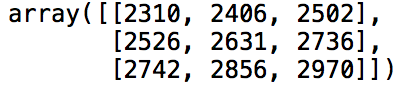 array([[2310, 2406, 2502],
       [2526, 2631, 2736],
       [2742, 2856, 2970]])